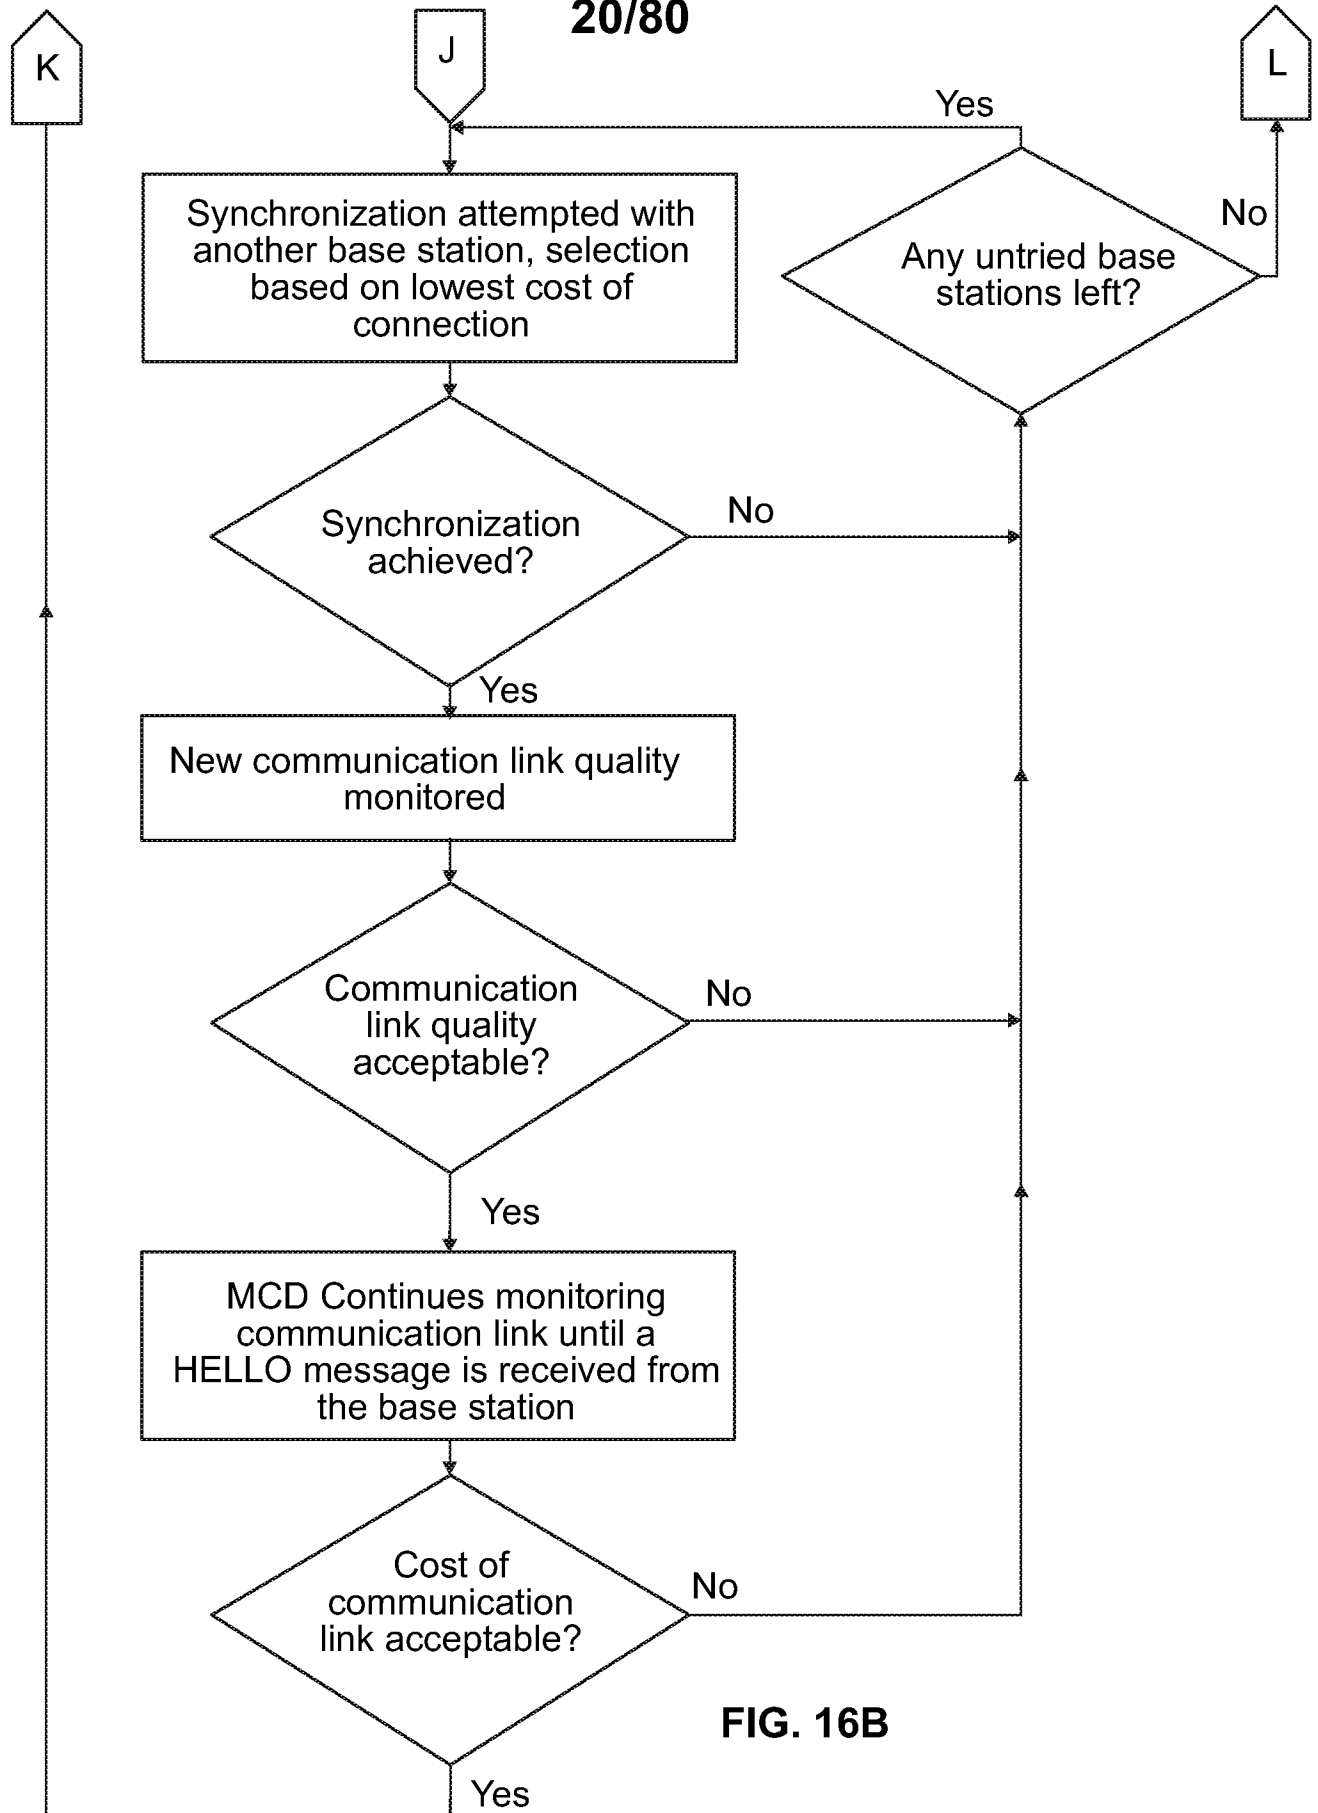 20/80
K
J
L
Yes
Synchronization attempted with
another base station, selection
based on lowest cost of
connection
Any untried base
stations left?
No
Synchronization
achieved?
No
Yes
New communication link quality
monitored
Communication
link quality
acceptable?
No
Yes
MCD Continues monitoring
communication link until a
HELLO message is received from
the base station
Cost of
communication
link acceptable?
No
FIG. 16B
Yes